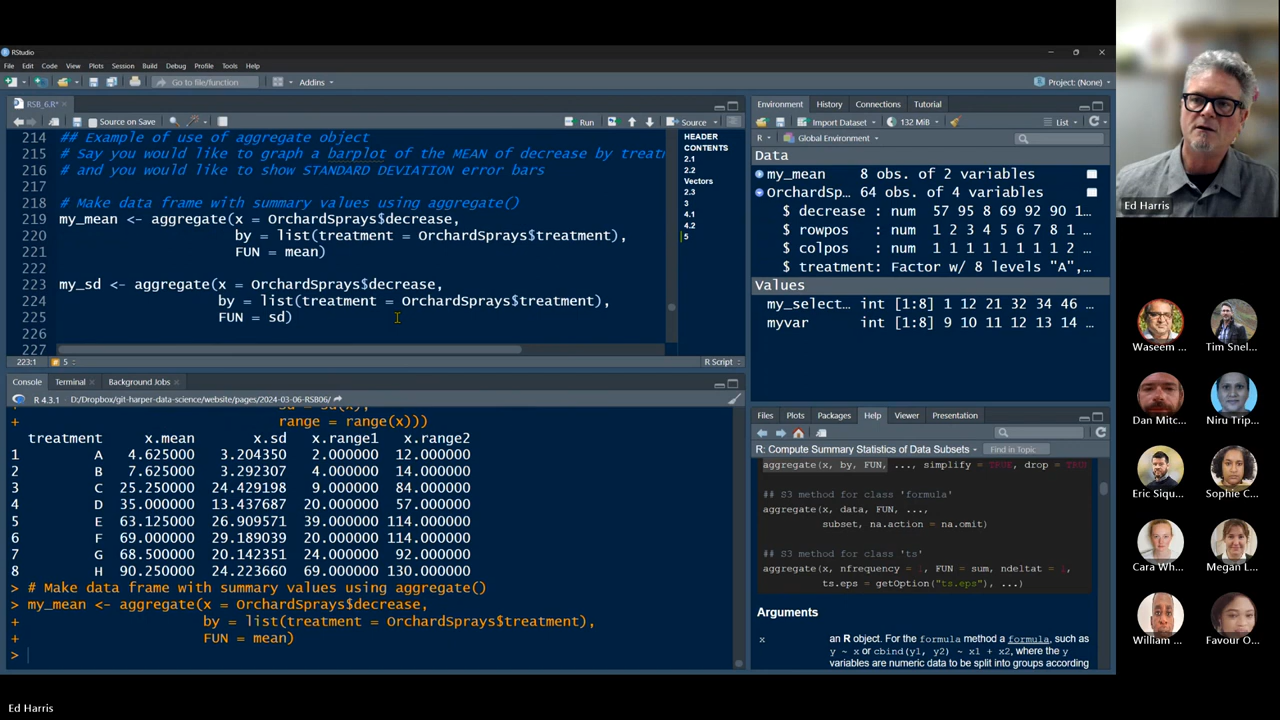 RStudio
File Edit Code View Plots Session Build Debug Profile Tools Help
Go to file/function Addins Project: (None)
RSB_6.R*
Source on Save Run Source
214 ## Example of use of aggregate object
215 # Say you would like to graph a barplot of the MEAN of decrease by treatm
216 # and you would like to show STANDARD DEVIATION error bars
217
218 # Make data frame with summary values using aggregate()
219 my_mean <- aggregate(x = OrchardSprays$decrease,
220 by = list(treatment = OrchardSprays$treatment),
221 FUN = mean)
222
223 my_sd <- aggregate(x = OrchardSprays$decrease,
224 by = list(treatment = OrchardSprays$treatment),
225 FUN = sd)
226
227
HEADER
CONTENTS
2.1
2.2
Vectors
2.3
3
4.1
4.2
5
223:1 5 R Script
Console Terminal Background Jobs
R 4.3.1 · D:/Dropbox/git-harper-data-science/website/pages/2024-03-06-RSB06/
+ sd = sd(x),
+ range = range(x)))
treatment x.mean x.sd x.range1 x.range2
1 A 4.625000 3.204350 2.000000 12.000000
2 B 7.625000 3.292307 4.000000 14.000000
3 C 25.250000 24.429198 9.000000 84.000000
4 D 35.000000 13.437687 20.000000 57.000000
5 E 63.125000 26.909571 39.000000 114.000000
6 F 69.000000 29.189039 20.000000 114.000000
7 G 68.500000 20.142351 24.000000 92.000000
8 H 90.250000 24.223660 69.000000 130.000000
> # Make data frame with summary values using aggregate()
> my_mean <- aggregate(x = OrchardSprays$decrease,
+ by = list(treatment = OrchardSprays$treatment),
+ FUN = mean)
>
Environment History Connections Tutorial
Import Dataset 132 MiB List
R Global Environment
Data
my_mean 8 obs. of 2 variables
OrchardSp... 64 obs. of 4 variables
$ decrease : num 57 95 8 69 92 90 1...
$ rowpos : num 1 2 3 4 5 6 7 8 1 ..
$ colpos : num 1 1 1 1 1 1 1 1 2 ..
$ treatment: Factor w/ 8 levels "A",..
Values
my_select... int [1:8] 1 12 21 32 34 46 ...
myvar int [1:8] 9 10 11 12 13 14 ...
Files Plots Packages Help Viewer Presentation
R: Compute Summary Statistics of Data Subsets Find in Topic
aggregate(x, by, FUN, ..., simplify = TRUE, drop = TRU
## S3 method for class 'formula'
aggregate(x, data, FUN, ...,
subset, na.action = na.omit)
## S3 method for class 'ts'
aggregate(x, nfrequency = 1, FUN = sum, ndeltat = 1,
ts.eps = getOption("ts.eps"), ...)
Arguments
x an R object. For the formula method a formula, such as
y ~ x or cbind(y1, y2) ~ x1 + x2, where the y
variables are numeric data to be split into groups according
Ed Harris
Waseem ... Tim Snel...
Dan Mitc... Niru Trip...
Eric Siqu... Sophie C...
Cara Wh... Megan L...
William ... Favour O...
Ed Harris